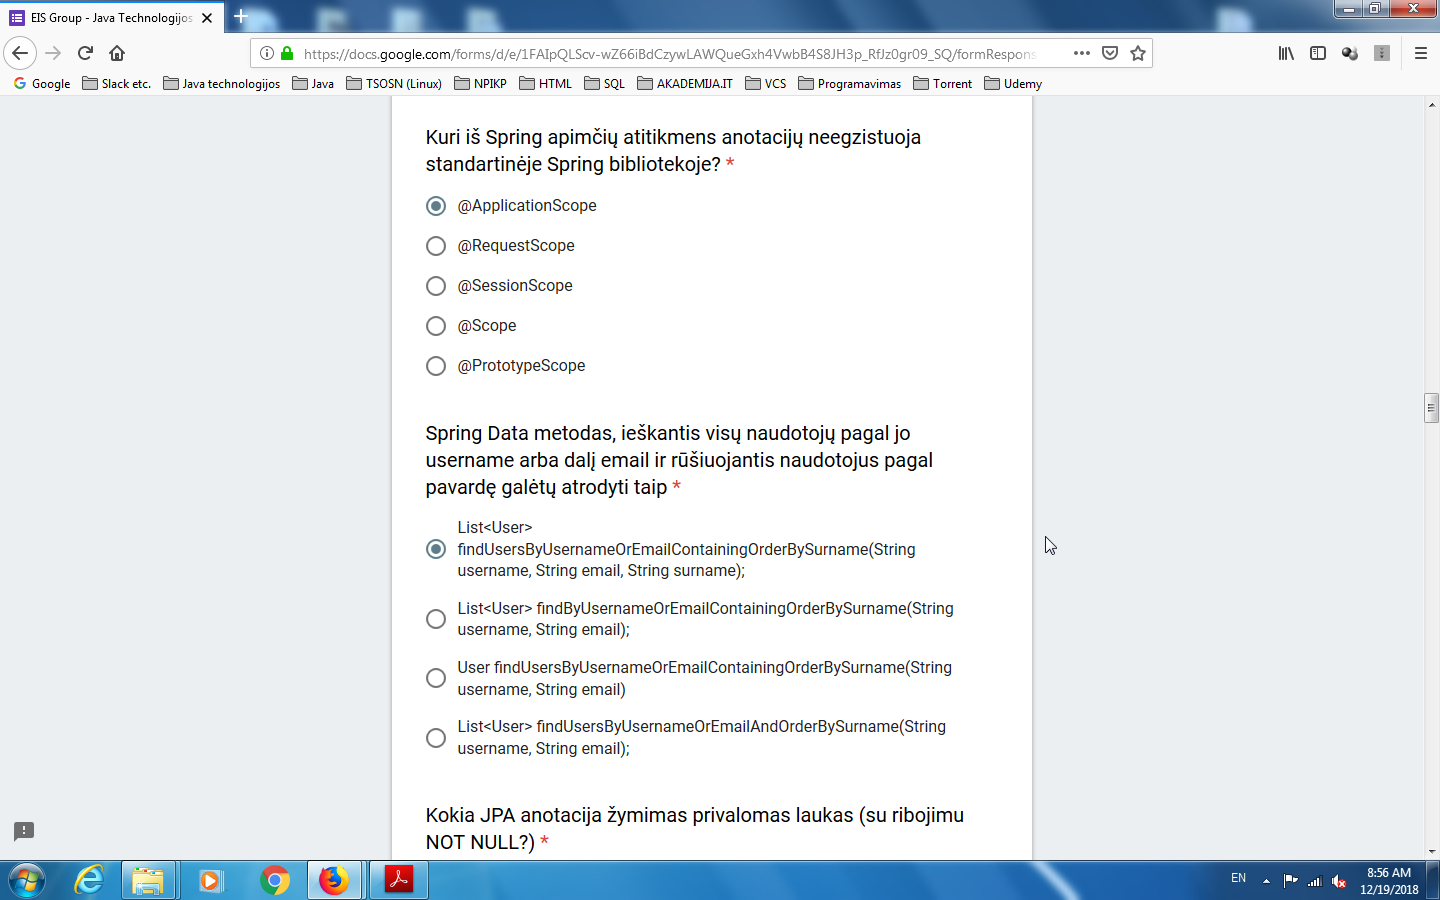 EIS Group - Java Technologijos
https://docs.google.com/forms/d/e/1FAIpQLScv-wZ66iBdCzywLAWQueGxh4VwbB4S8JH3p_RfJz0gr09_SQ/formRespons
Google Slack etc. Java technologijos Java TSOSN (Linux) NPIKP HTML SQL AKADEMIJA.IT VCS Programavimas Torrent Udemy
Kuri iš Spring apimčių atitikmens anotacijų neegzistuoja
standartinėje Spring bibliotekoje? *
@ApplicationScope
@RequestScope
@SessionScope
@Scope
@PrototypeScope
Spring Data metodas, ieškantis visų naudotojų pagal jo
username arba dalį email ir rūšiuojantis naudotojus pagal
pavardę galėtų atrodyti taip *
List<User>
findUsersByUsernameOrEmailContainingOrderBySurname(String
username, String email, String surname);
List<User> findByUsernameOrEmailContainingOrderBySurname(String
username, String email);
User findUsersByUsernameOrEmailContainingOrderBySurname(String
username, String email)
List<User> findUsersByUsernameOrEmailAndOrderBySurname(String
username, String email);
Kokia JPA anotacija žymimas privalomas laukas (su ribojimu
NOT NULL?) *
EN
8:56 AM
12/19/2018